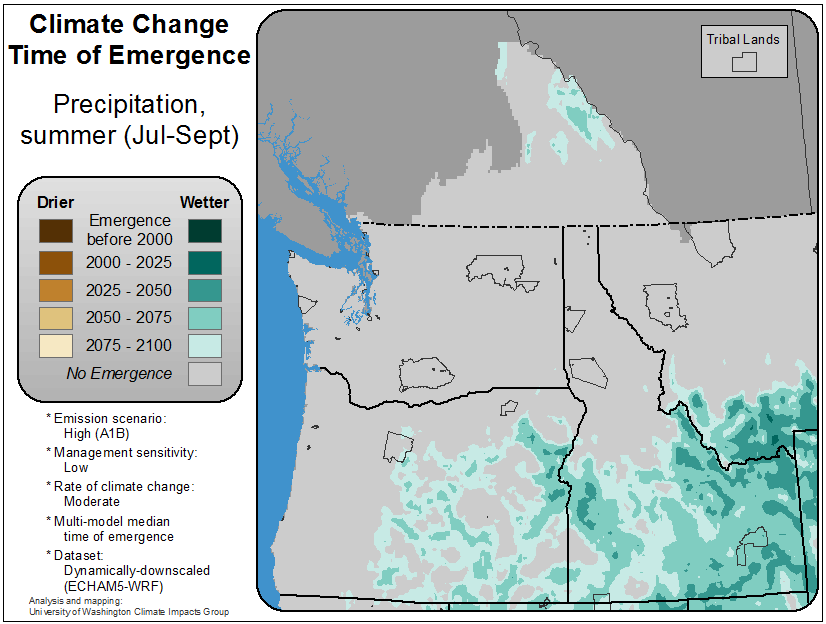 Climate Change
Time of Emergence
Precipitation,
summer (Jul-Sept)
Drier
Wetter
Emergence
before 2000
2000 - 2025
2025 - 2050
2050 - 2075
2075 - 2100
No Emergence
* Emission scenario:
High (A1B)
* Management sensitivity:
Low
* Rate of climate change:
Moderate
* Multi-model median
time of emergence
* Dataset:
Dynamically-downscaled
(ECHAM5-WRF)
Analysis and mapping:
University of Washington Climate Impacts Group
Tribal Lands